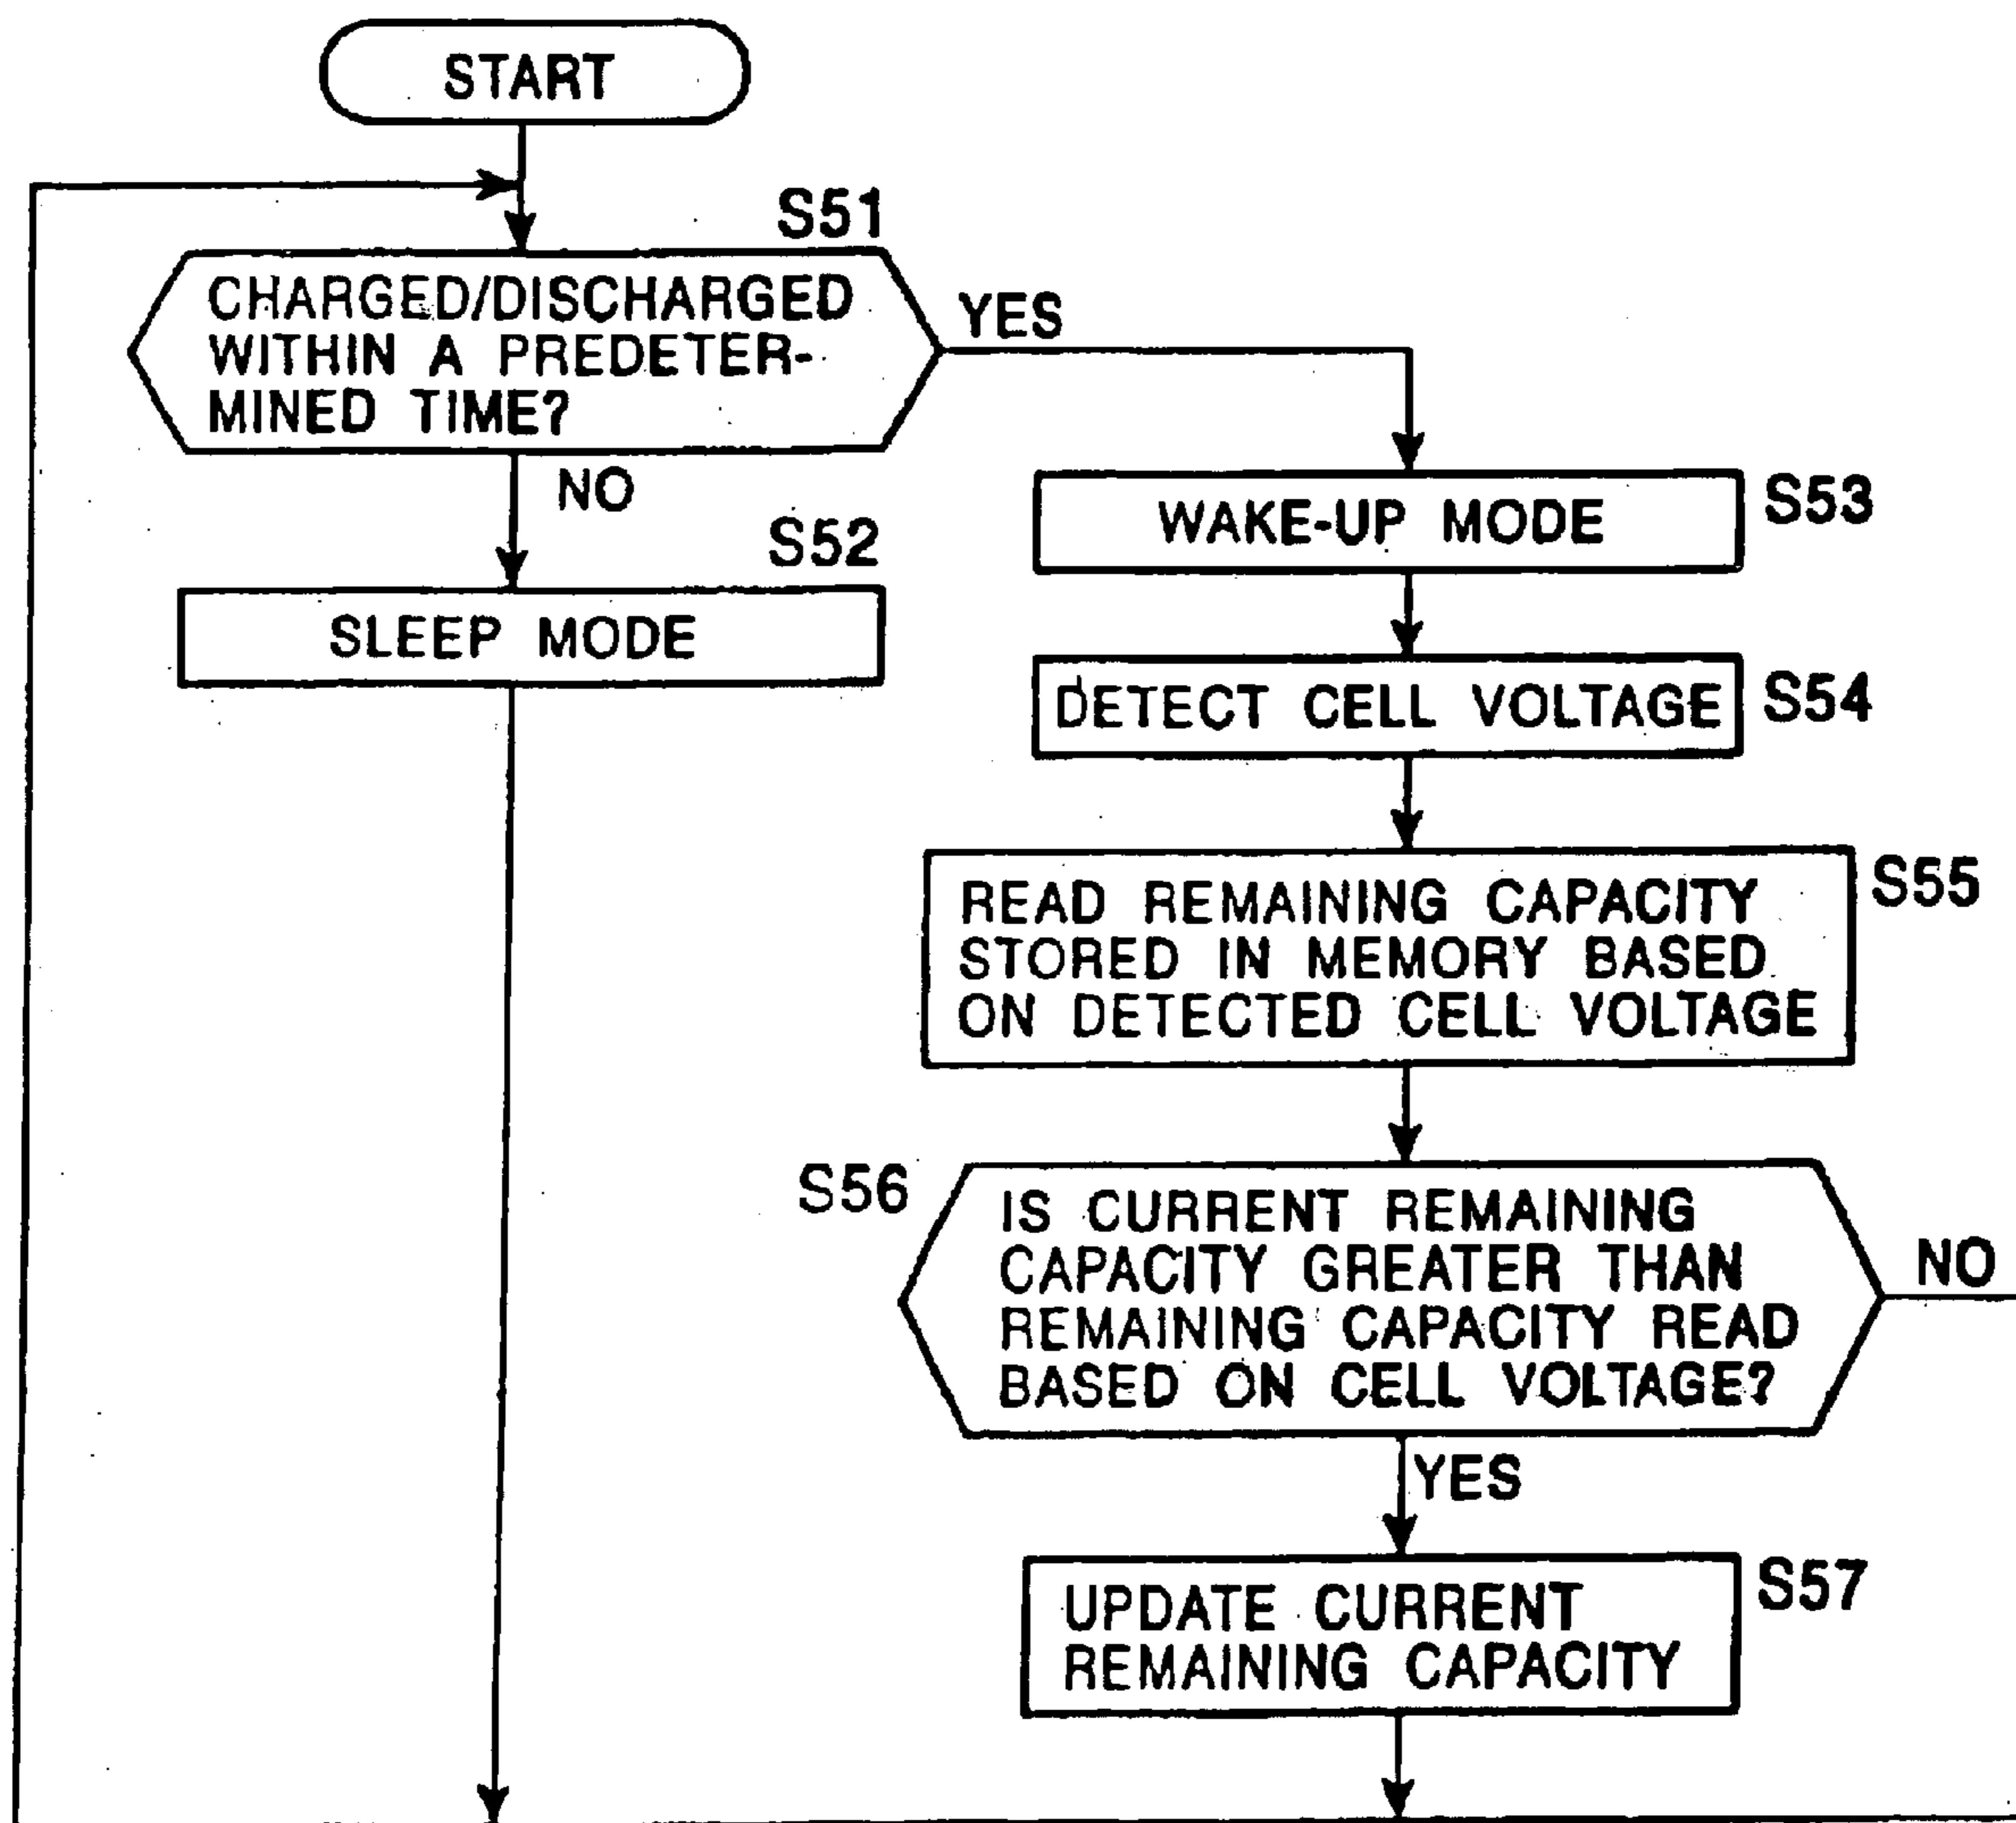 START
S51
CHARGED/DISCHARGED
WITHIN A PREDETER-
MINED TIME?
YES
NO
S52
SLEEP MODE
WAKE-UP MODE
S53
DETECT CELL VOLTAGE
S54
READ REMAINING CAPACITY
STORED IN MEMORY BASED
ON DETECTED CELL VOLTAGE
S55
S56
IS CURRENT REMAINING
CAPACITY GREATER THAN
REMAINING CAPACITY READ
BASED ON CELL VOLTAGE?
NO
YES
UPDATE CURRENT
REMAINING CAPACITY
S57